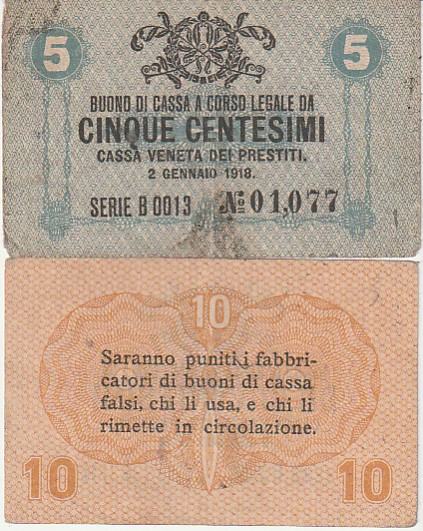 5 5
BUONO DI CASSA A CORSO LEGALE DA
CINQUE CENTESIMI
CASSA VENETA DEI PRESTITI.
2 GENNAIO 1918.
SERIE B 0013 No 01,077
10
Saranno puniti i fabbri-
catori di buoni di cassa
falsi, chi li usa, e chi li
rimette in circolazione.
10 10